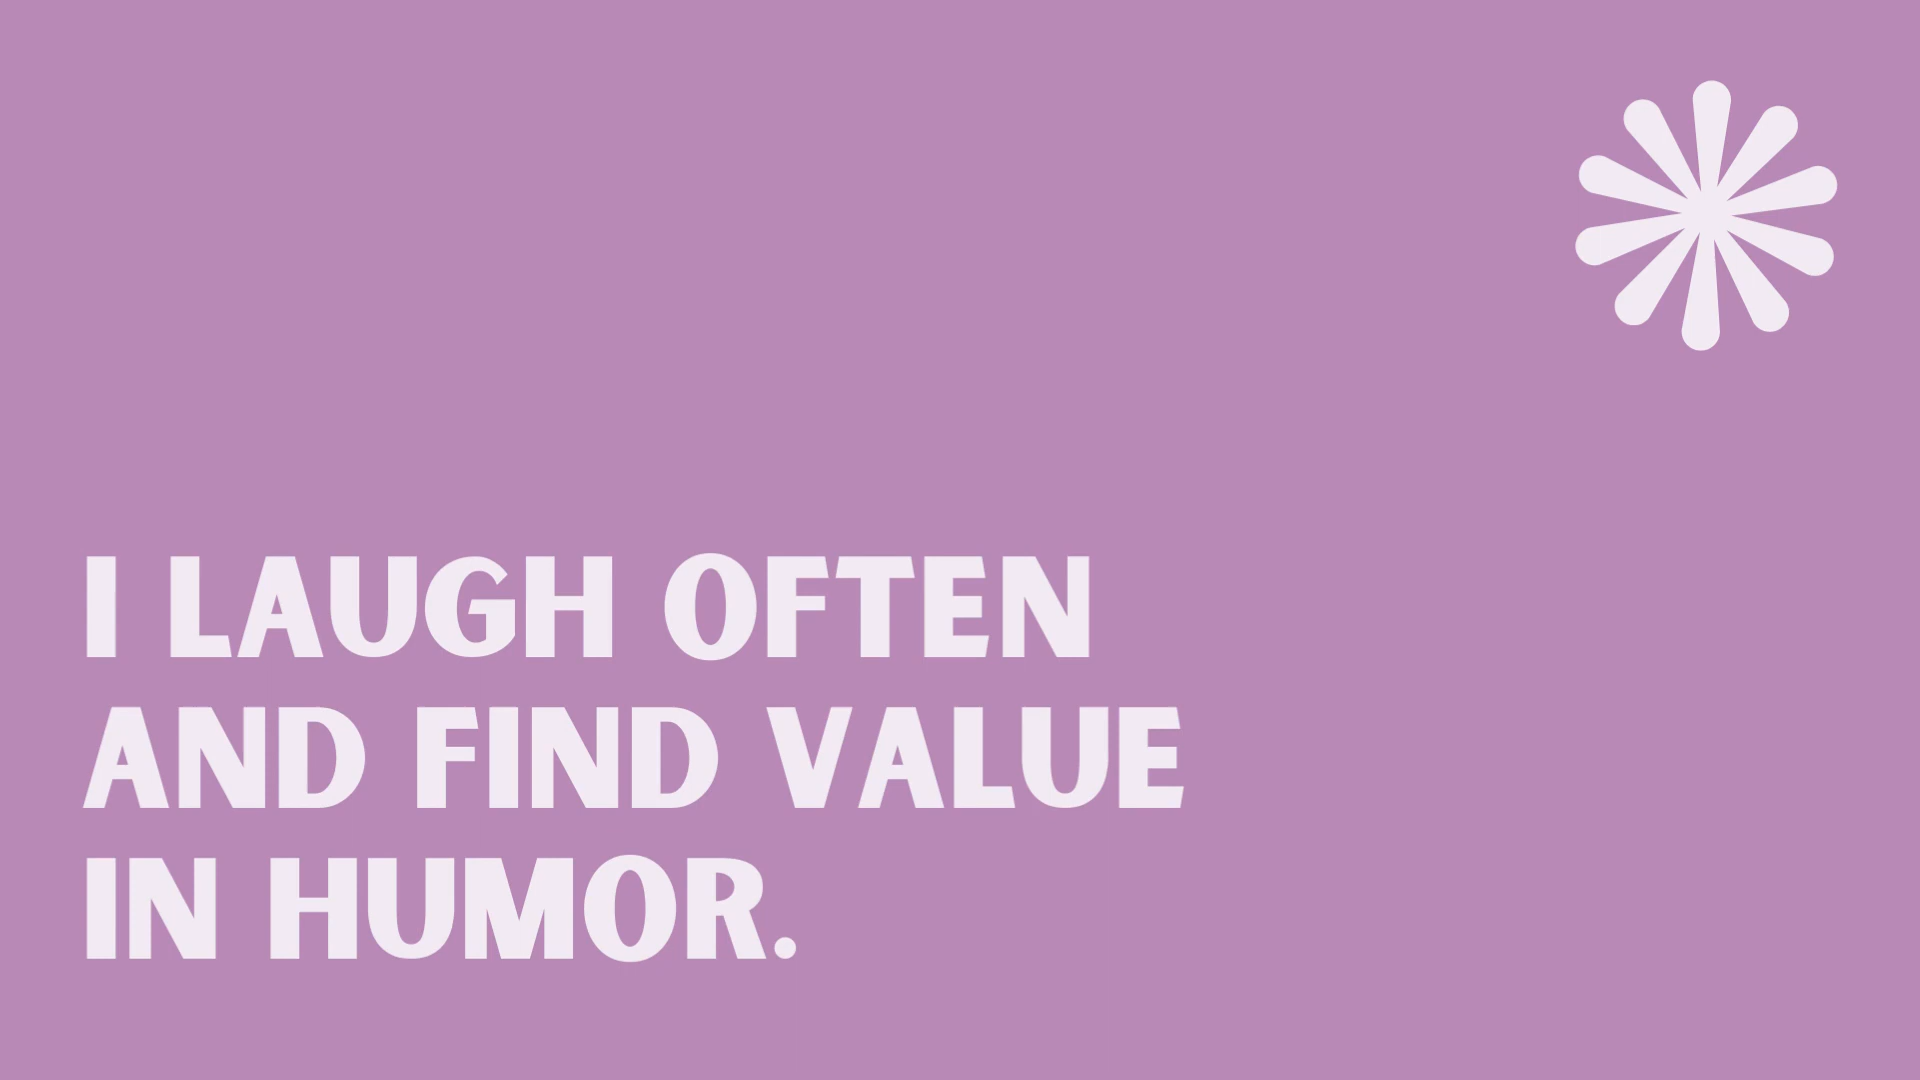 I LAUGH OFTEN
AND FIND VALUE
IN HUMOR.